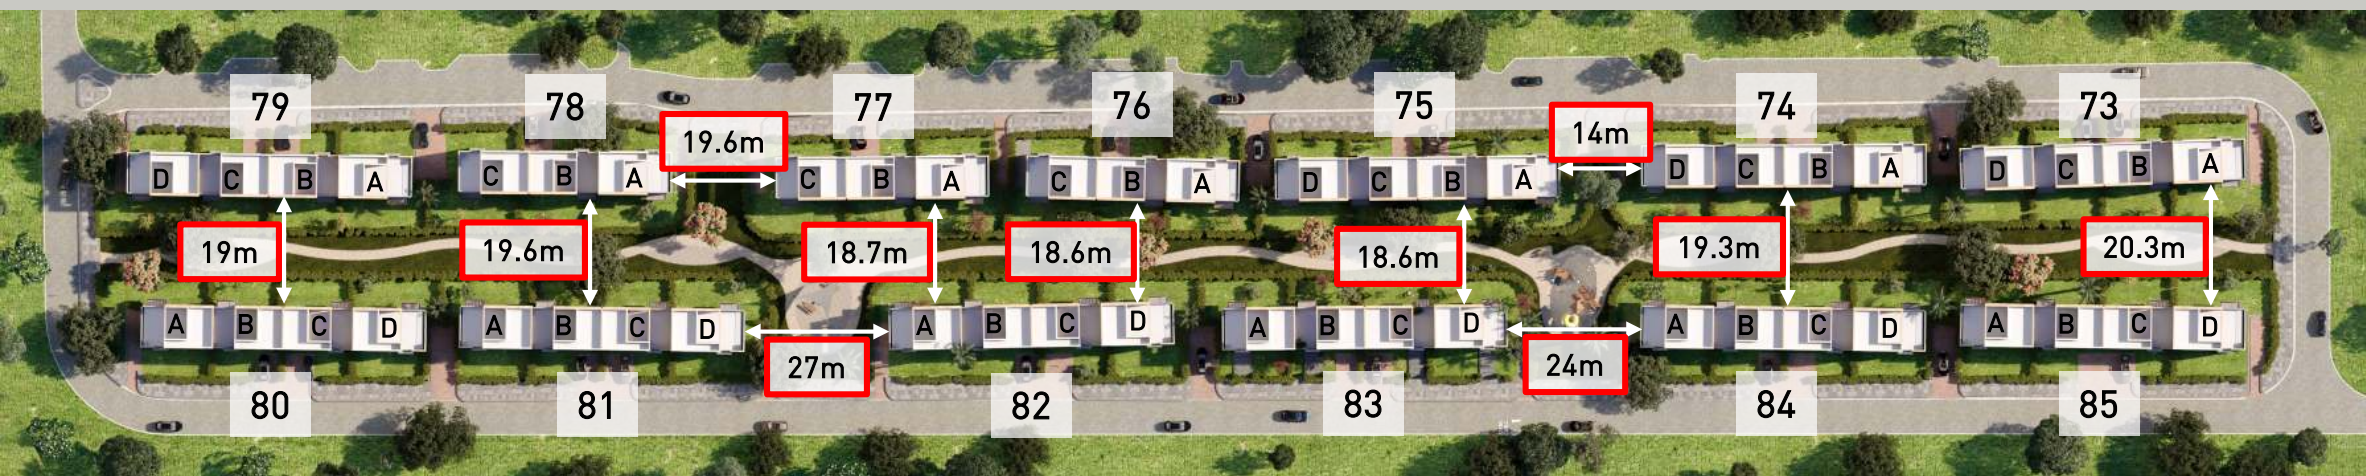 79 78 77 76 75 74 73
19.6m 14m
D C B A C B A C B A C B A D C B A D C B A D C B A
19m 19.6m 18.7m 18.6m 18.6m 19.3m 20.3m
A B C D A B C D A B C D A B C D A B C D A B C D
27m 24m
80 81 82 83 84 85